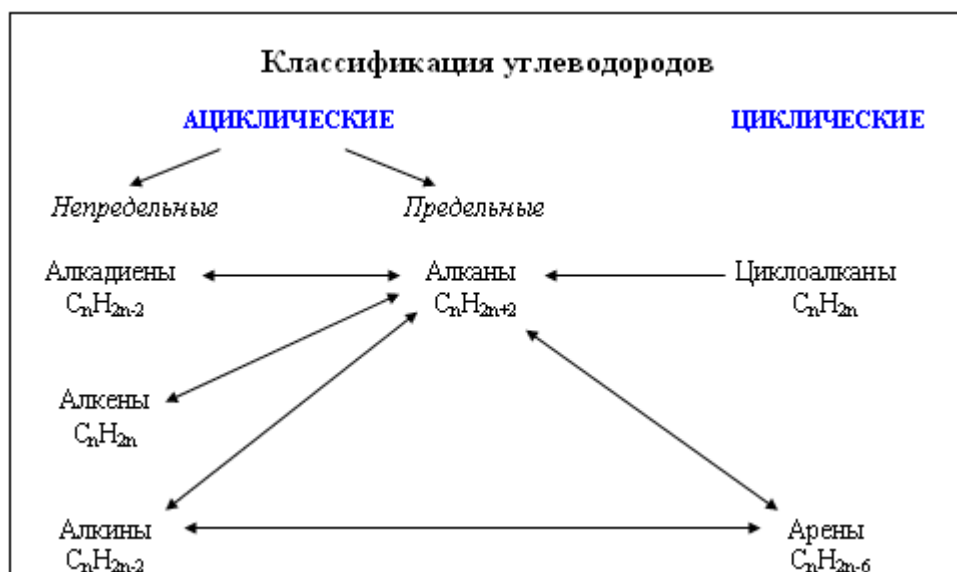 Классификация углеводородов
АЦИКЛИЧЕСКИЕ ЦИКЛИЧЕСКИЕ
Непредельные Предельные
Алкадиены Алканы Циклоалканы
CnH2n-2 CnH2n+2 CnH2n
Алкены
CnH2n
Алкины Арены
CnH2n-2 CnH2n-6